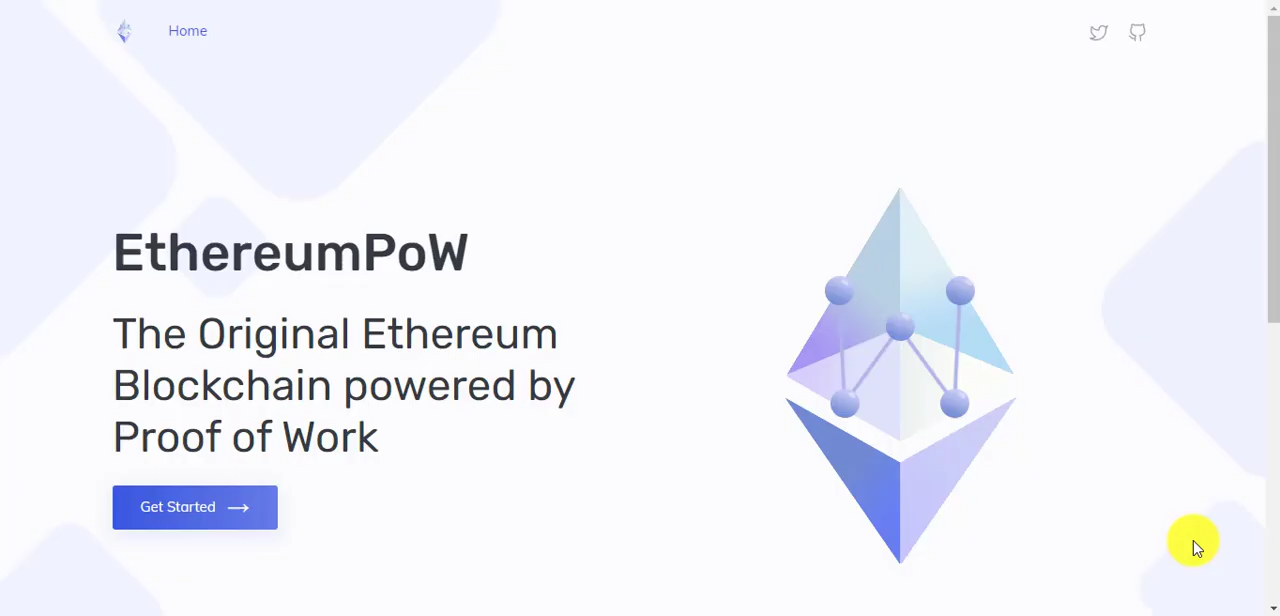 Home
EthereumPoW
The Original Ethereum
Blockchain powered by
Proof of Work
Get Started